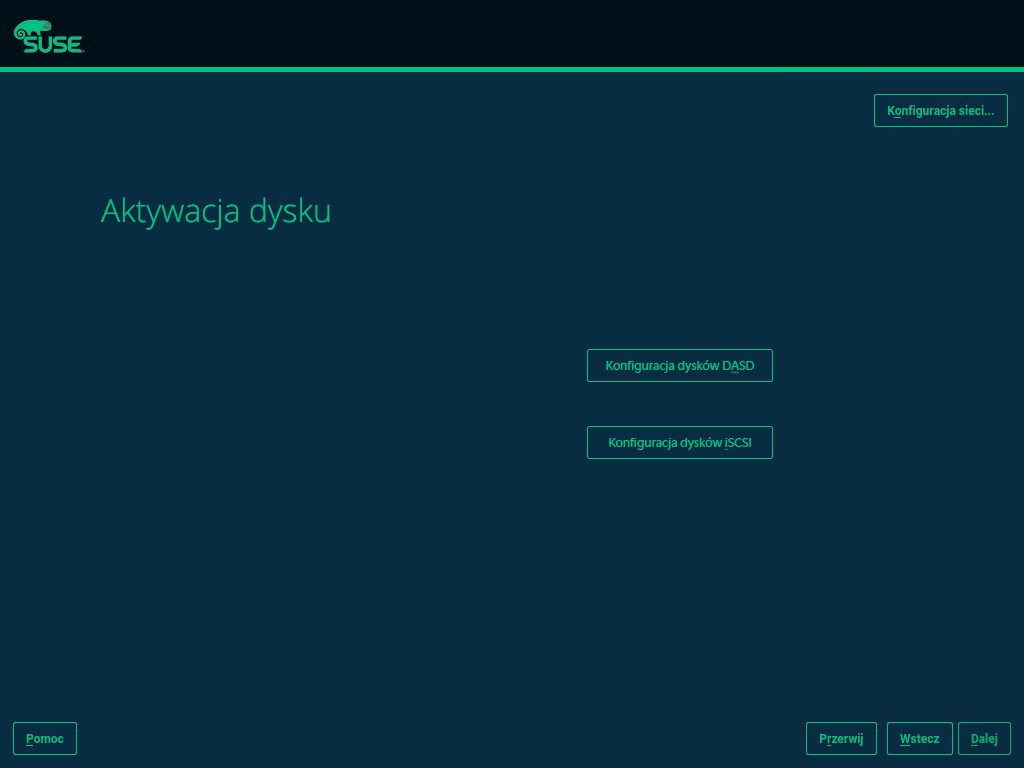 SUSE
Konfiguracja sieci...
Aktywacja dysku
Konfiguracja dysków DASD
Konfiguracja dysków iSCSI
Pomoc
Przerwij
Wstecz
Dalej